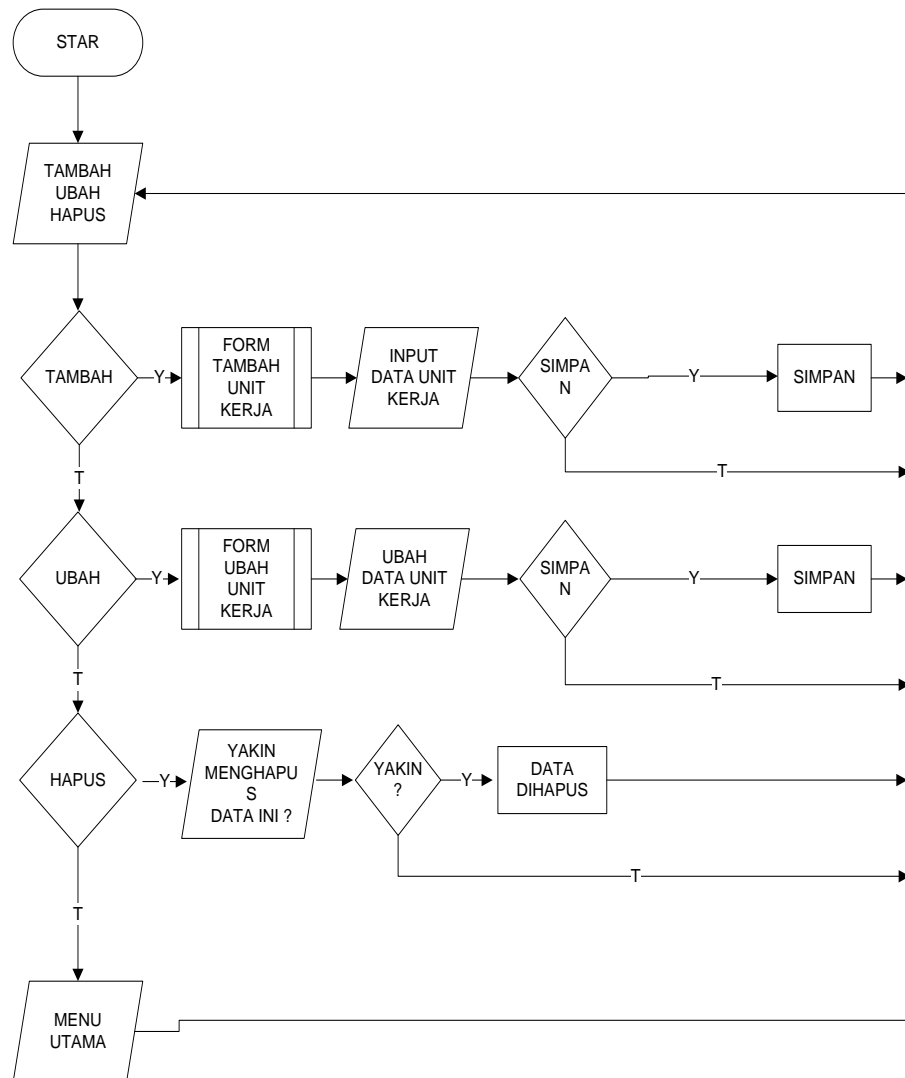 STAR
TAMBAH
UBAH
HAPUS
TAMBAH
Y
FORM
TAMBAH
UNIT
KERJA
INPUT
DATA UNIT
KERJA
SIMPA
N
Y
SIMPAN
T
T
UBAH
Y
FORM
UBAH
UNIT
KERJA
UBAH
DATA UNIT
KERJA
SIMPA
N
Y
SIMPAN
T
T
HAPUS
Y
YAKIN
MENGHAPU
S
DATA INI ?
YAKIN
?
Y
DATA
DIHAPUS
T
T
MENU
UTAMA